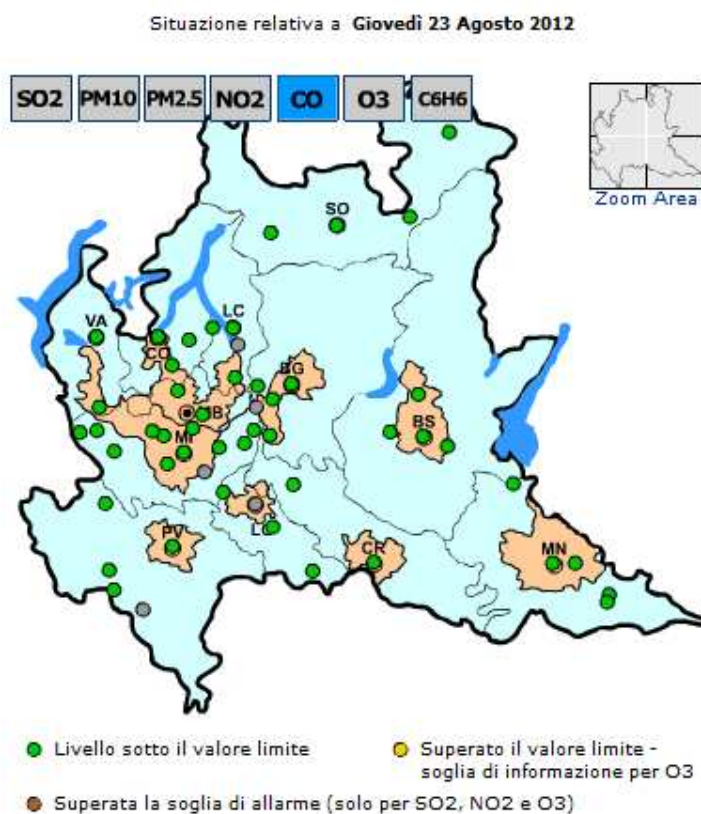 Situazione relativa a Giovedì 23 Agosto 2012
SO2 PM10 PM2.5 NO2 CO O3 C6H6
Zoom Area
SO
VA
LC
CO
BG
MB
MI
BS
LO
PV
CR
MN
Livello sotto il valore limite
Superato il valore limite -
soglia di informazione per O3
Superata la soglia di allarme (solo per SO2, NO2 e O3)